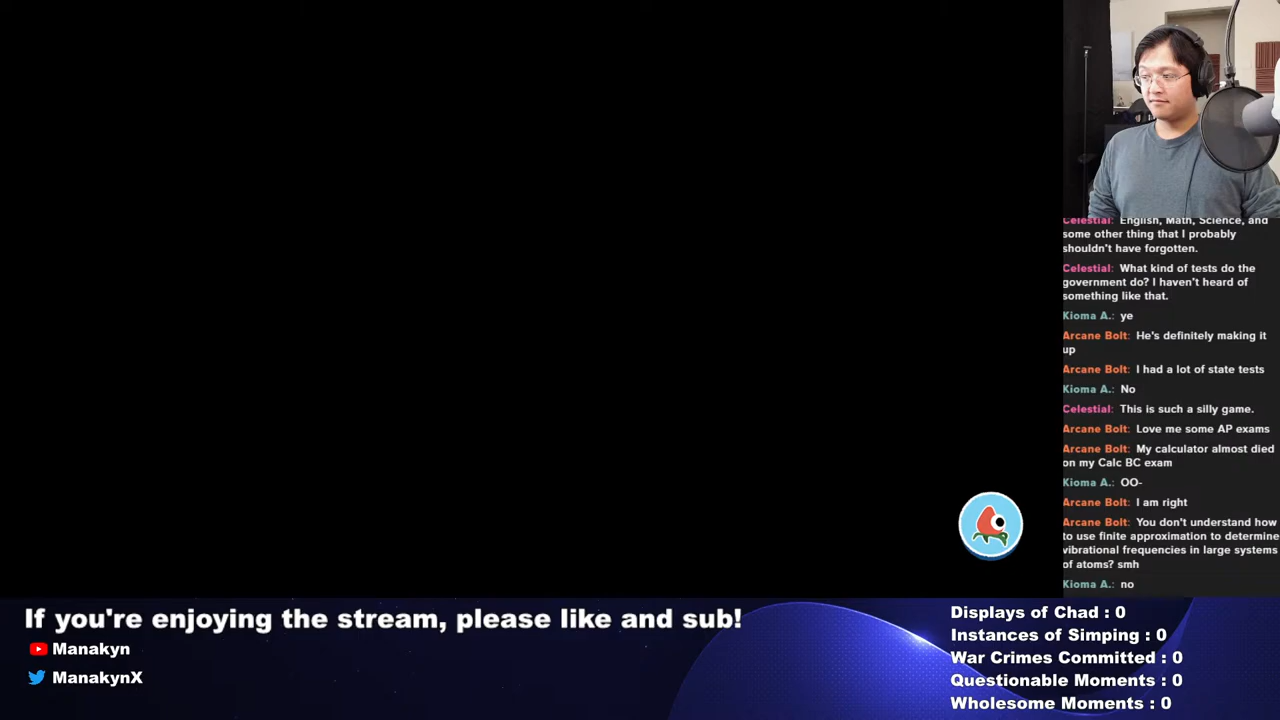 Celestial: English, Math, Science, and
some other thing that I probably
shouldn't have forgotten.
Celestial: What kind of tests do the
government do? I haven't heard of
something like that.
Kioma A.: ye
Arcane Bolt: He's definitely making it
up
Arcane Bolt: I had a lot of state tests
Kioma A.: No
Celestial: This is such a silly game.
Arcane Bolt: Love me some AP exams
Arcane Bolt: My calculator almost died
on my Calc BC exam
Kioma A.: OO-
Arcane Bolt: I am right
Arcane Bolt: You don't understand how
to use finite approximation to determine
vibrational frequencies in large systems
of atoms? smh
Kioma A.: no
If you're enjoying the stream, please like and sub!
Manakyn
ManakynX
Displays of Chad : 0
Instances of Simping : 0
War Crimes Committed : 0
Questionable Moments : 0
Wholesome Moments : 0